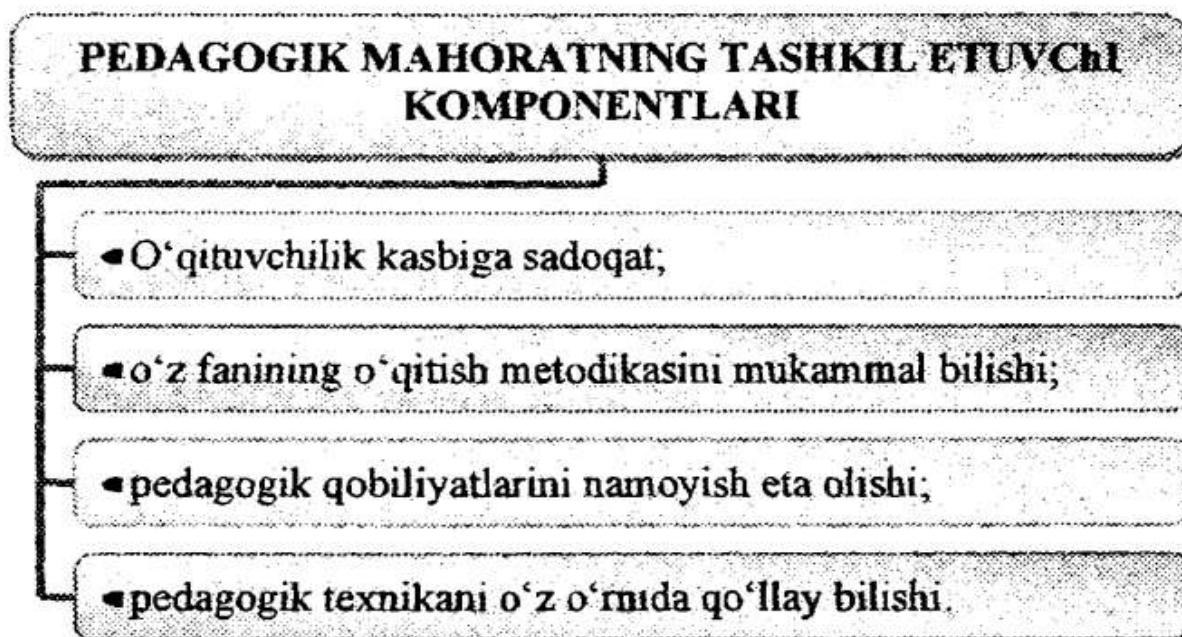 PEDAGOGIK MAHORATNING TASHKIL ETUVChI
KOMPONENTLARI
O‘qituvchilik kasbiga sadoqat;
o‘z fanining o‘qitish metodikasini mukammal bilishi;
pedagogik qobiliyatlarini namoyish eta olishi;
pedagogik texnikani o‘z o‘rnida qo‘llay bilishi.